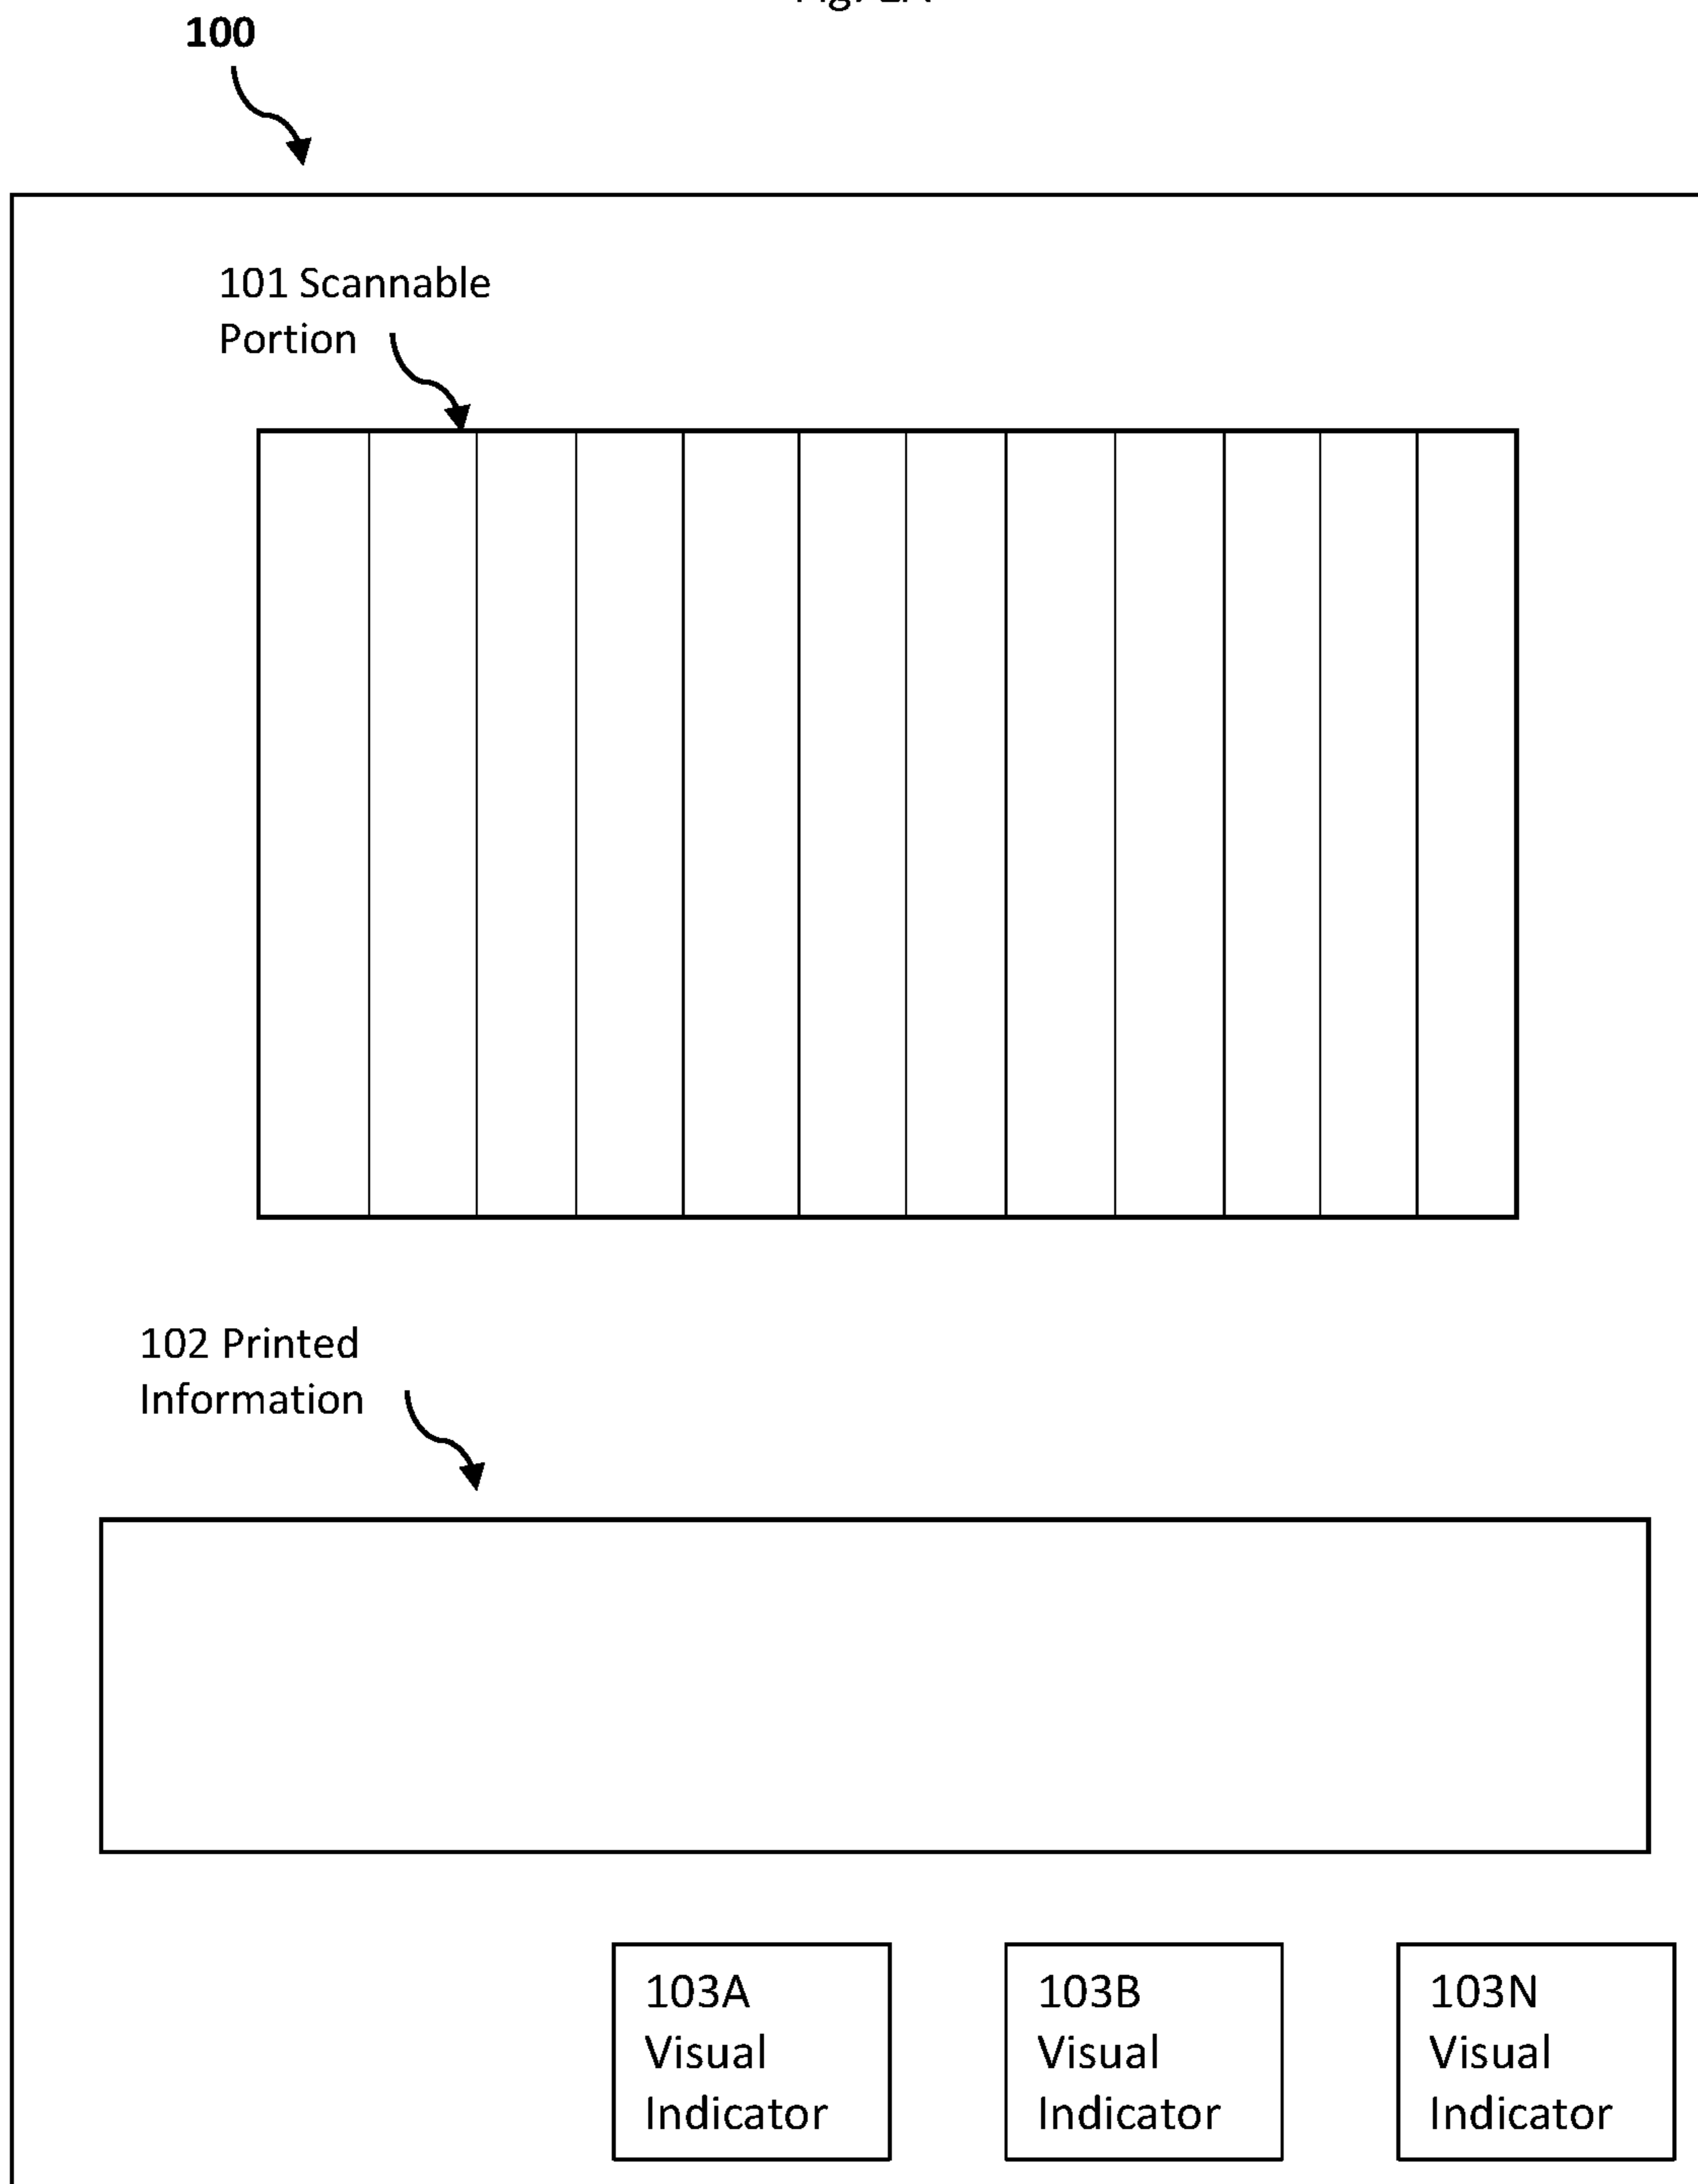 100
101 Scannable
Portion
102 Printed
Information
103A
Visual
Indicator
103B
Visual
Indicator
103N
Visual
Indicator